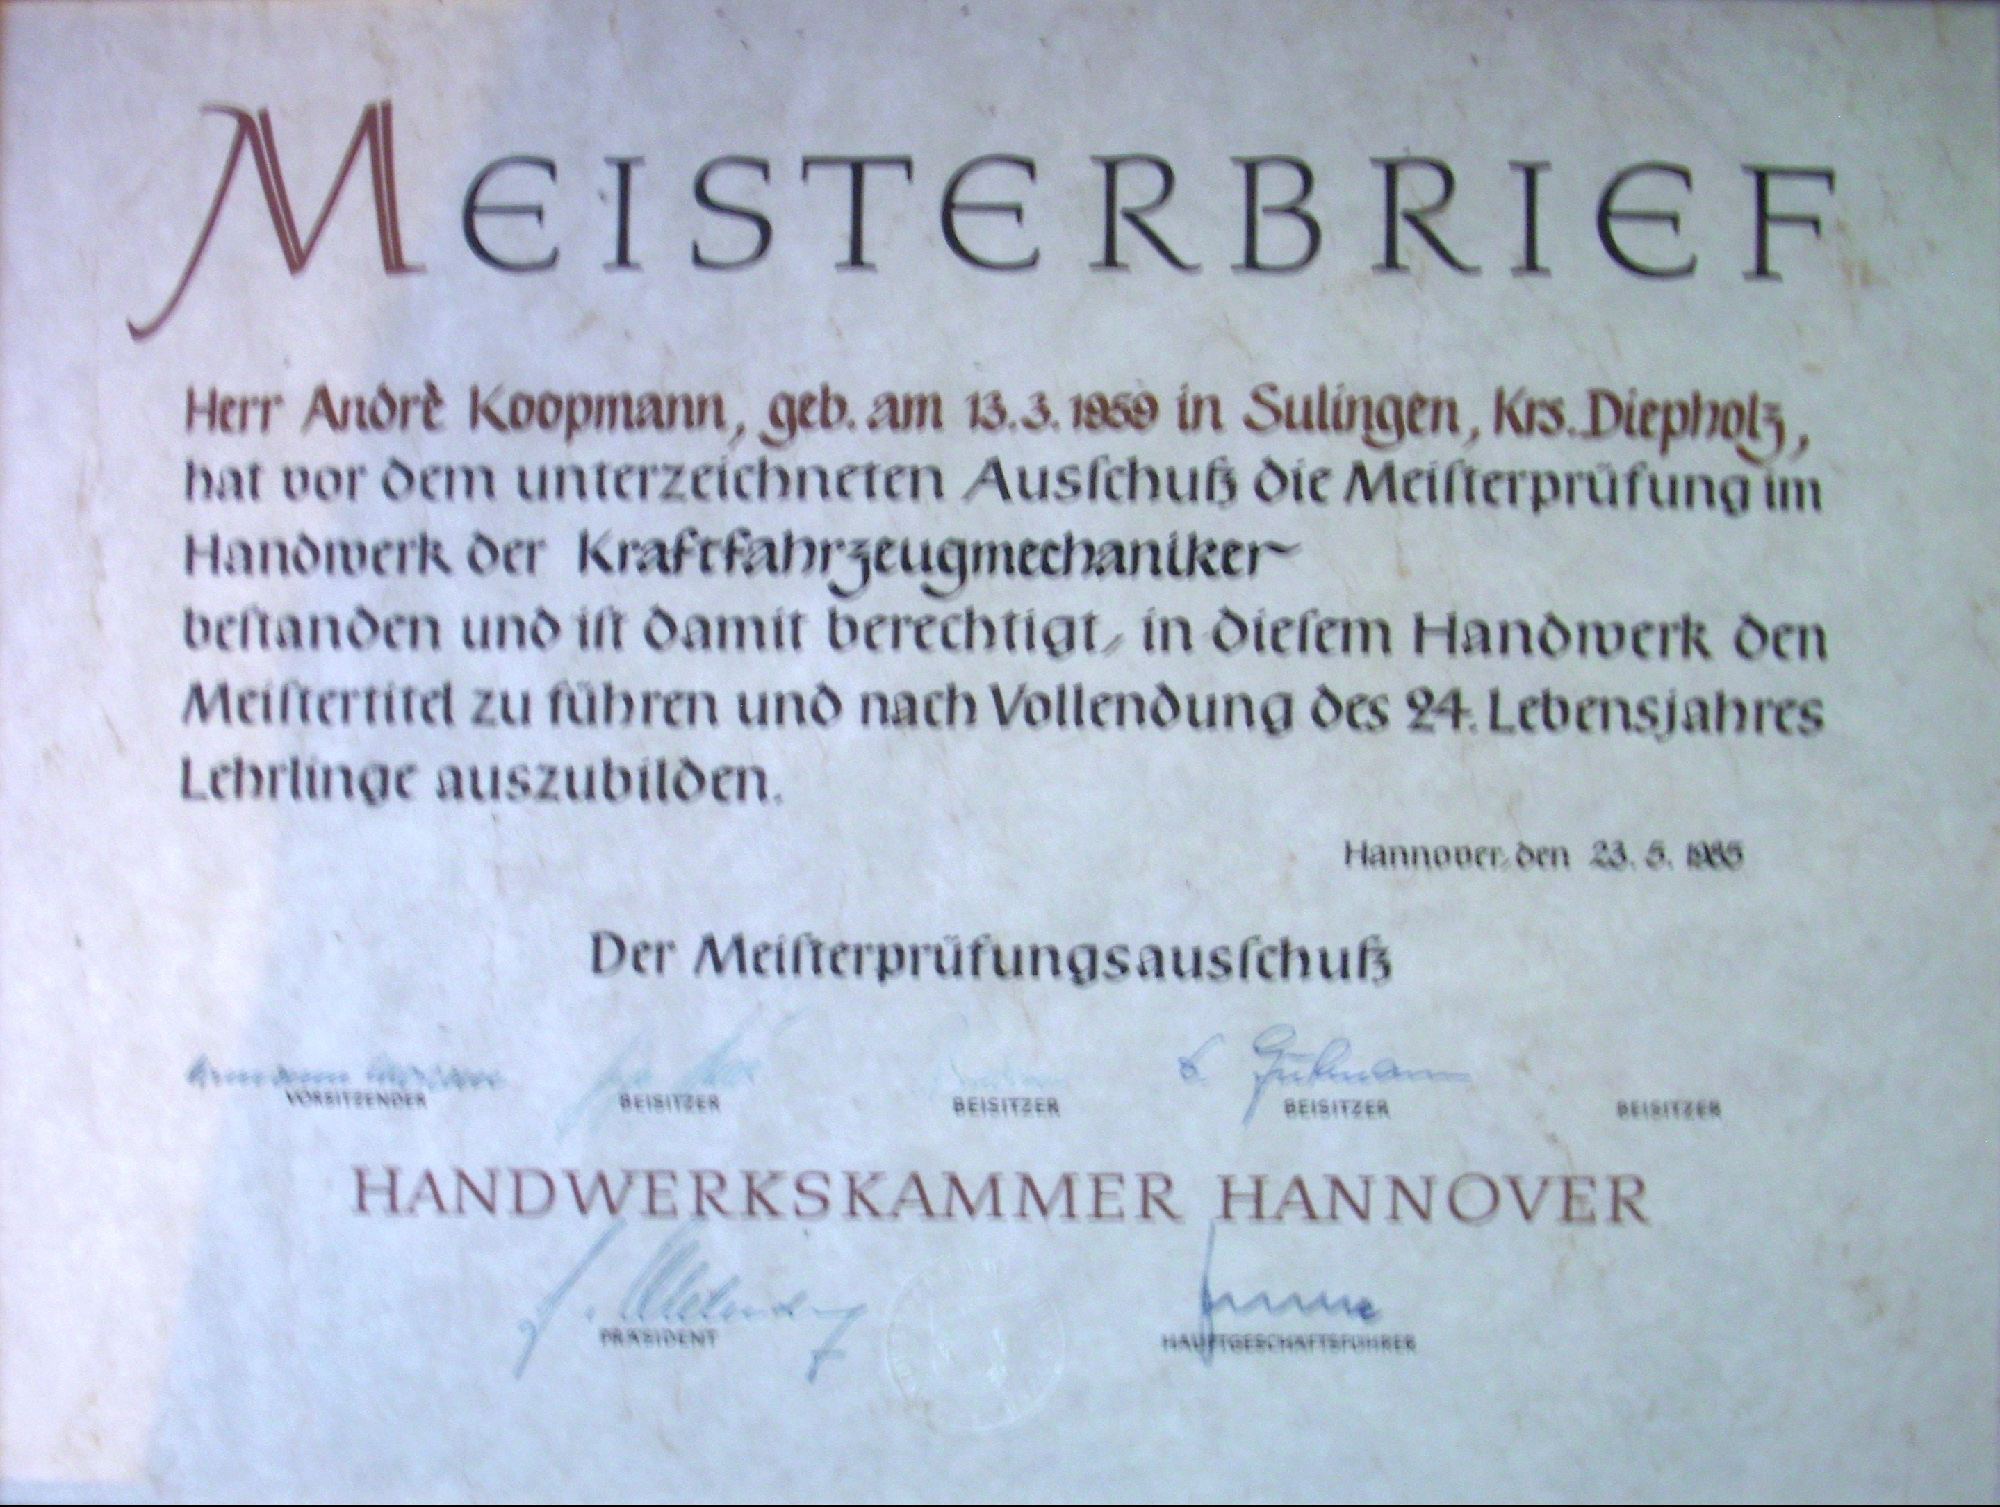 MEISTERBRIEF
Herr Andrè Koopmann, geb. am 13.3.1959 in Sulingen, Krs. Diepholz,
hat vor dem unterzeichneten Ausſchuß die Meiſterprüfung im
Handwerk der Kraftfahrzeugmechaniker
beſtanden und iſt damit berechtigt, in dieſem Handwerk den
Meiſtertitel zu führen und nach Vollendung des 24. Lebensjahres
Lehrlinge auszubilden.
Hannover, den 23. 5. 1985
Der Meiſterprüfungsausſchuß
VORSITZENDER BEISITZER BEISITZER BEISITZER BEISITZER
HANDWERKSKAMMER HANNOVER
PRÄSIDENT HAUPTGESCHÄFTSFÜHRER